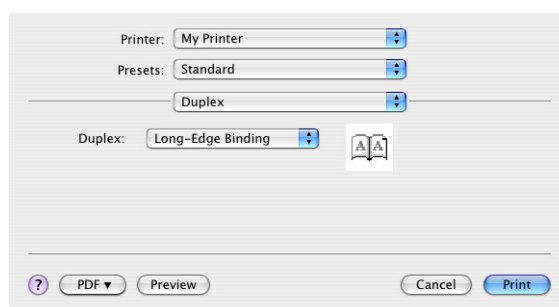 Printer: My Printer
Presets: Standard
Duplex
Duplex: Long-Edge Binding
A A
? PDF▼ Preview Cancel Print